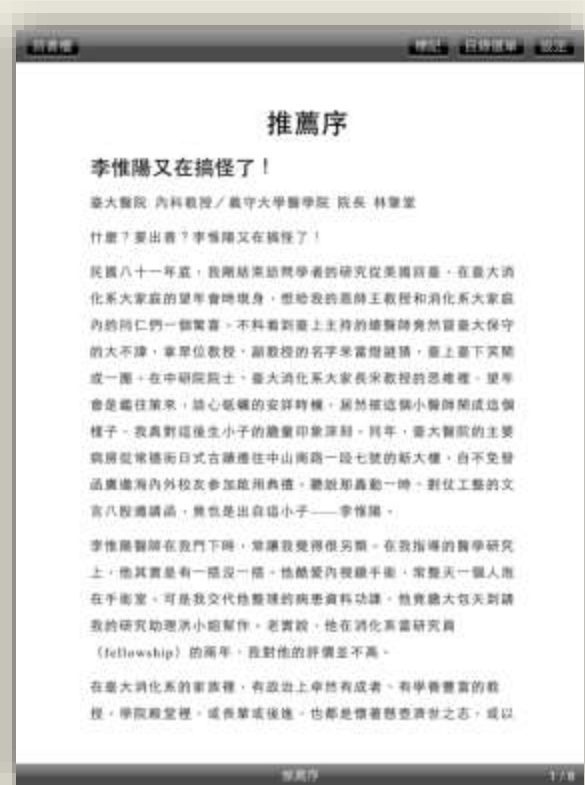 回書櫃 標記 目錄選單 設定
推薦序
李惟陽又在搞怪了！
臺大醫院 內科教授／義守大學醫學院 院長 林肇堂
什麼？要出書？李惟陽又在搞怪了！
民國八十一年底，我剛結束訪問學者的研究從美國回臺，在臺大消
化系大家庭的望年會時現身，想給我的恩師王教授和消化系大家庭
內的同仁們一個驚喜。不料看到臺上主持的總醫師竟然冒臺大保守
的大不諱，拿單位教授、副教授的名字來當燈謎猜，臺上臺下笑鬧
成一團。在中研院院士、臺大消化系大家長宋教授的思維裡，望年
會是鑑往策來、談心砥礪的安詳時機，居然被這個小醫師鬧成這個
樣子，我真對這後生小子的膽量印象深刻。同年，臺大醫院的主要
病房從常德街日式古蹟遷往中山南路一段七號的新大樓，自不免發
函廣邀海內外校友參加啟用典禮。聽說那轟動一時、對仗工整的文
言八股邀請函，竟也是出自這小子——李惟陽。
李惟陽醫師在我門下時，常讓我覺得很另類。在我指導的醫學研究
上，他其實是有一搭沒一搭。他酷愛內視鏡手術，常整天一個人泡
在手術室。可是我交代他整理的病患資料功課，他竟膽大包天到請
我的研究助理洪小姐幫作。老實說，他在消化系當研究員
（fellowship）的兩年，我對他的評價並不高。
在臺大消化系的家族裡，有政治上卓然有成者、有學養豐富的教
授，學院殿堂裡，或長輩或後進，也都是懷著懸壺濟世之志，或以
推薦序 1 / 8